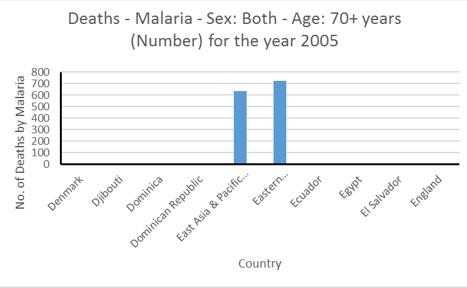 Deaths - Malaria - Sex: Both - Age: 70+ years
(Number) for the year 2005
No. of Deaths by Malaria
800
700
600
500
400
300
200
100
0
Denmark
Djibouti
Dominica
Dominican Republic
East Asia & Pacific…
Eastern…
Ecuador
Egypt
El Salvador
England
Country